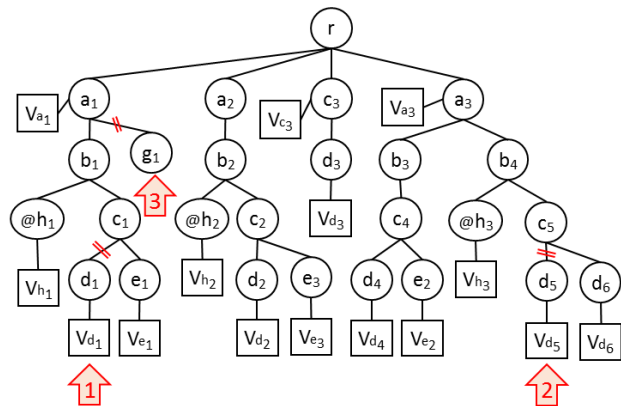 r
a1 a2 c3 a3
Va1 Vc3 Va3
b1 g1 b2 d3 b3 b4
3
@h1 c1 @h2 c2 Vd3 c4 @h3 c5
Vh1 d1 e1 Vh2 d2 e3 d4 e2 Vh3 d5 d6
Vd1 Ve1 Vd2 Ve3 Vd4 Ve2 Vd5 Vd6
1 2